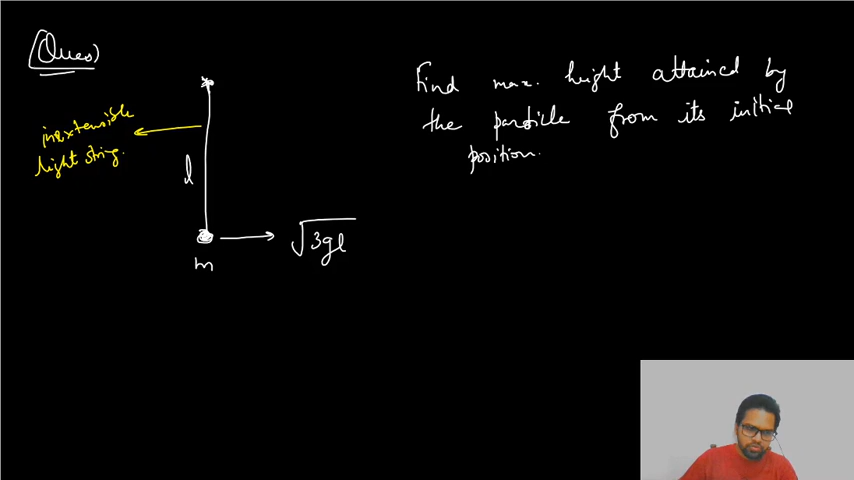 Ques
Find max. height attained by
the particle from its initial
position.
inextensible
light string.
l
√3gl
m